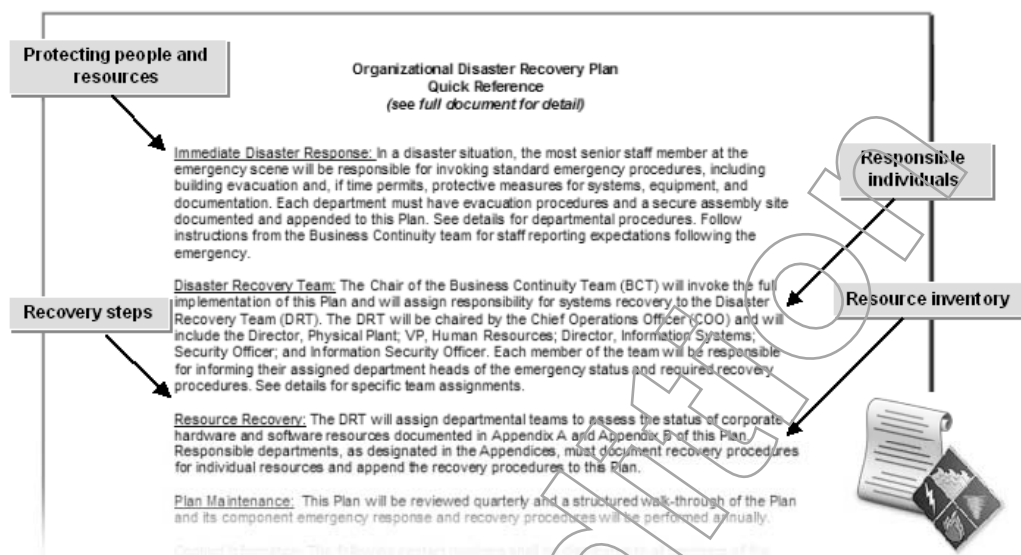 Protecting people and
resources
Organizational Disaster Recovery Plan
Quick Reference
(see full document for detail)
Immediate Disaster Response: In a disaster situation, the most senior staff member at the
emergency scene will be responsible for invoking standard emergency procedures, including
building evacuation and, if time permits, protective measures for systems, equipment, and
documentation. Each department must have evacuation procedures and a secure assembly site
documented and appended to this Plan. See details for departmental procedures. Follow
instructions from the Business Continuity team for staff reporting expectations following the
emergency.
Responsible
individuals
Disaster Recovery Team: The Chair of the Business Continuity Team (BCT) will invoke the full
implementation of this Plan and will assign responsibility for systems recovery to the Disaster
Recovery Team (DRT). The DRT will be chaired by the Chief Operations Officer (COO) and will
include the Director, Physical Plant; VP, Human Resources; Director, Information Systems;
Security Officer; and Information Security Officer. Each member of the team will be responsible
for informing their assigned department heads of the emergency status and required recovery
procedures. See details for specific team assignments.
Recovery steps
Resource inventory
Resource Recovery: The DRT will assign departmental teams to assess the status of corporate
hardware and software resources documented in Appendix A and Appendix B of this Plan.
Responsible departments, as designated in the Appendices, must document recovery procedures
for individual resources and append the recovery procedures to this Plan.
Plan Maintenance: This Plan will be reviewed quarterly and a structured walk-through of the Plan
and its component emergency response and recovery procedures will be performed annually.